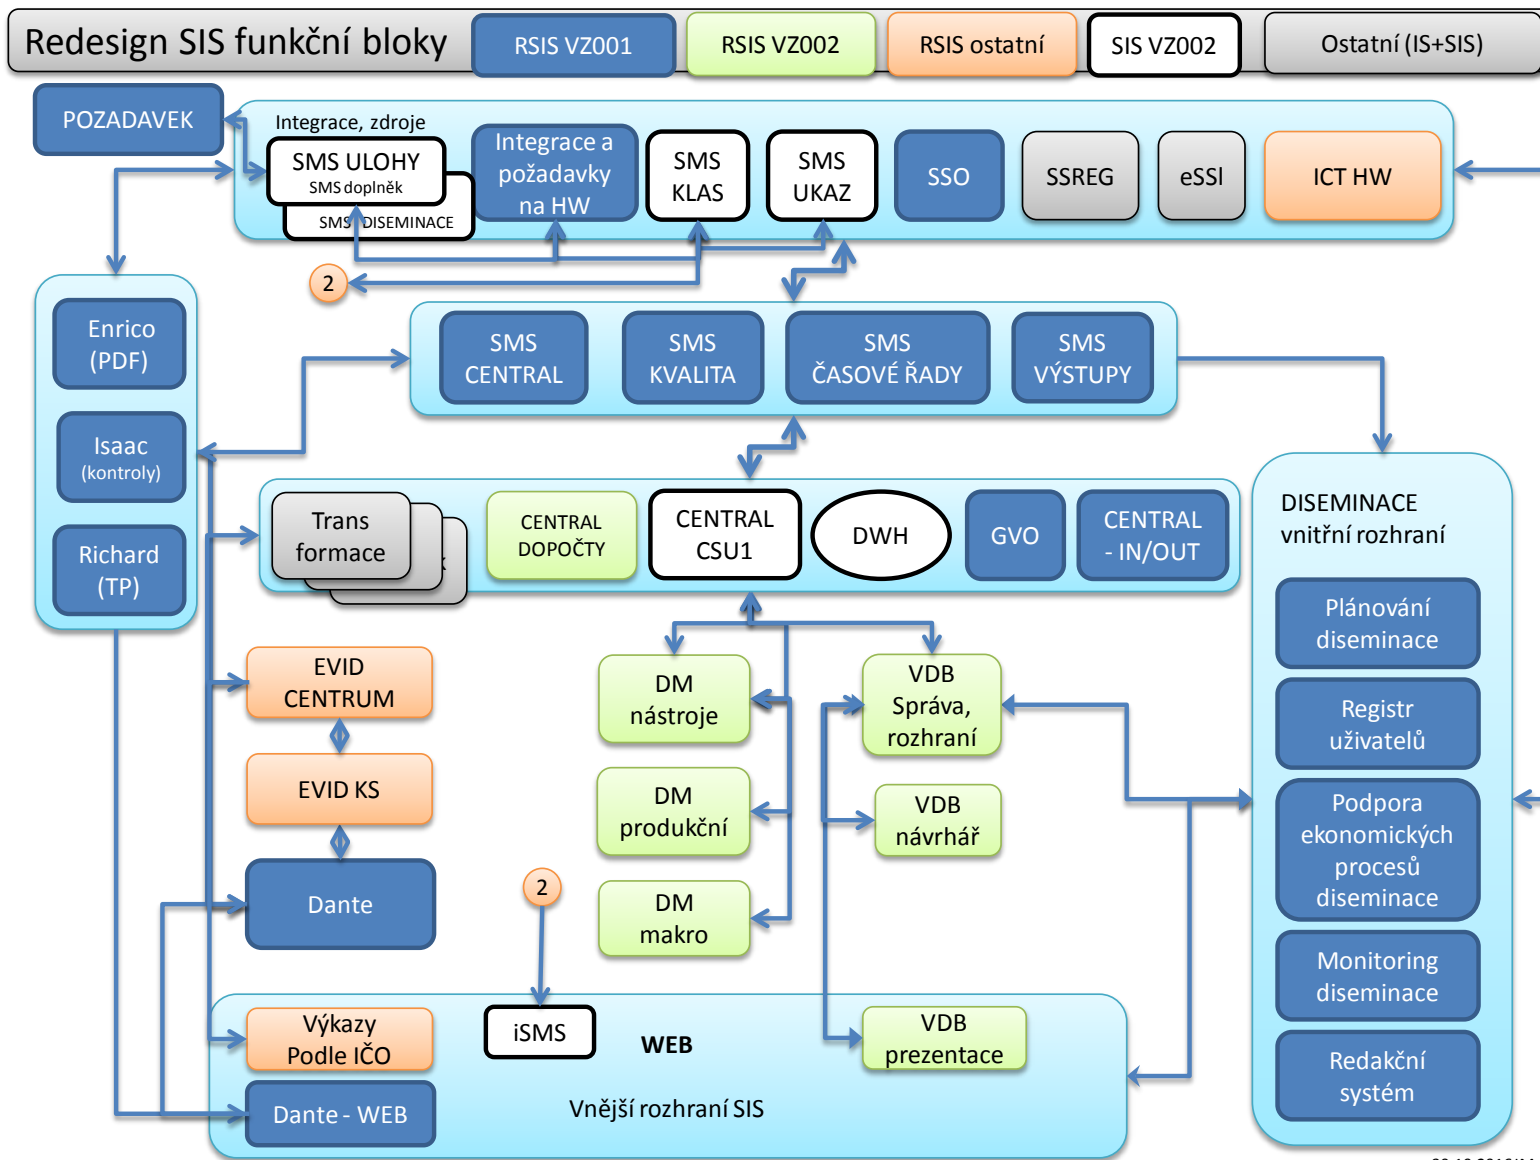 Redesign SIS funkční bloky
RSIS VZ001
RSIS VZ002
RSIS ostatní
SIS VZ002
Ostatní (IS+SIS)
POZADAVEK
Integrace, zdroje
SMS ULOHY
SMS doplněk
SMS DISEMINACE
Integrace a
požadavky
na HW
SMS
KLAS
SMS
UKAZ
SSO
SSREG
eSSl
ICT HW
2
Enrico
(PDF)
Isaac
(kontroly)
Richard
(TP)
SMS
CENTRAL
SMS
KVALITA
SMS
ČASOVÉ ŘADY
SMS
VÝSTUPY
Trans
formace
CENTRAL
DOPOČTY
CENTRAL
CSU1
DWH
GVO
CENTRAL
- IN/OUT
DISEMINACE
vnitřní rozhraní
Plánování
diseminace
Registr
uživatelů
Podpora
ekonomických
procesů
diseminace
Monitoring
diseminace
Redakční
systém
EVID
CENTRUM
EVID KS
Dante
DM
nástroje
DM
produkční
DM
makro
VDB
Správa,
rozhraní
VDB
návrhář
2
Výkazy
Podle IČO
iSMS
WEB
VDB
prezentace
Dante - WEB
Vnější rozhraní SIS